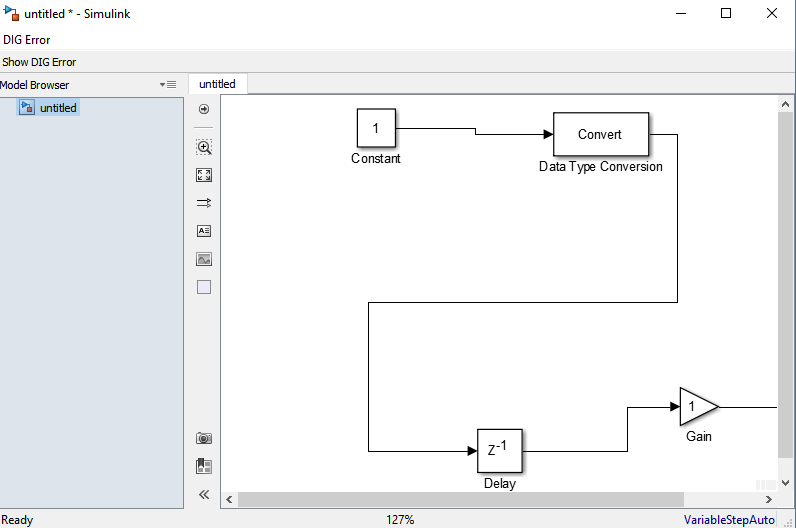 untitled * - Simulink
DIG Error
Show DIG Error
Model Browser
untitled
untitled
1
Constant
Convert
Data Type Conversion
1
Gain
Z-1
Delay
Ready
127%
VariableStepAuto